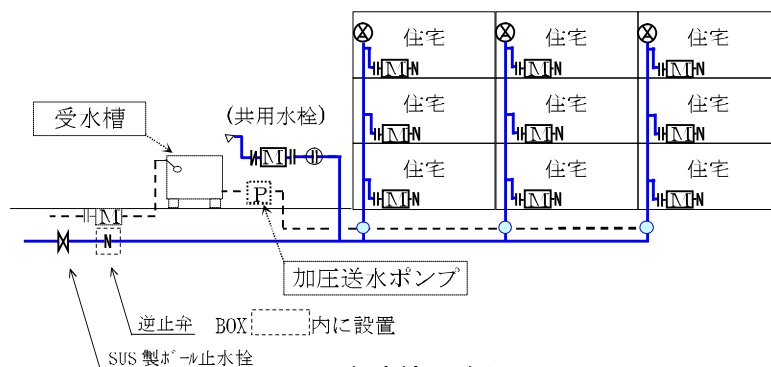 住宅 住宅 住宅
M N M N M N
受水槽
(共用水栓)
住宅 住宅 住宅
N M
M N M N M N
住宅 住宅 住宅
P
M N M N M N
M
N
加圧送水ポンプ
逆止弁 BOX 内に設置
SUS製ボール止水栓